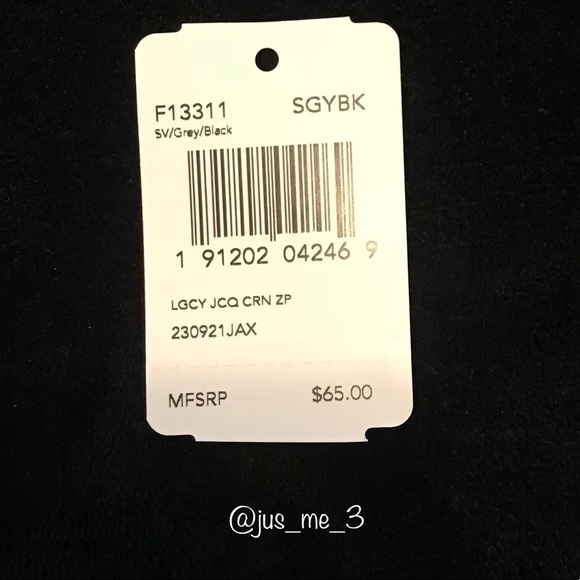 F13311 SGYBK
SV/Grey/Black
1 91202 04246 9
LGCY JCQ CRN ZP
230921JAX
MFSRP $65.00
@jus_me_3